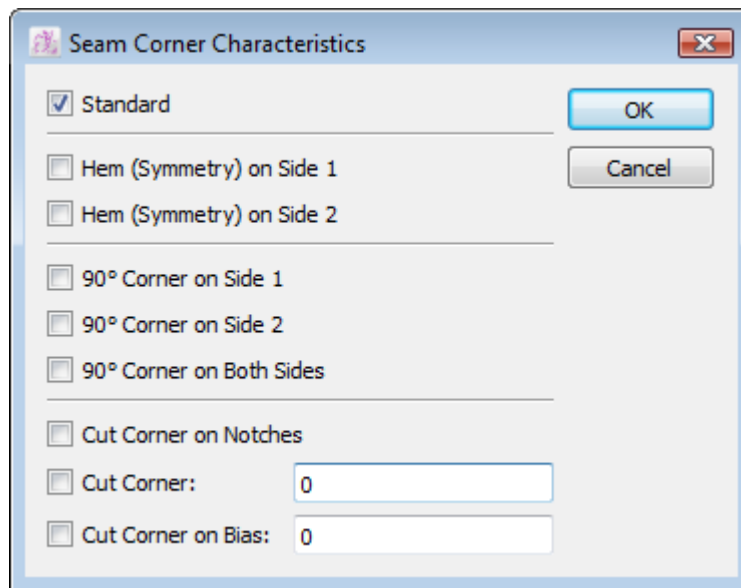 Seam Corner Characteristics
Standard
OK
Hem (Symmetry) on Side 1
Cancel
Hem (Symmetry) on Side 2
90° Corner on Side 1
90° Corner on Side 2
90° Corner on Both Sides
Cut Corner on Notches
Cut Corner: 0
Cut Corner on Bias: 0